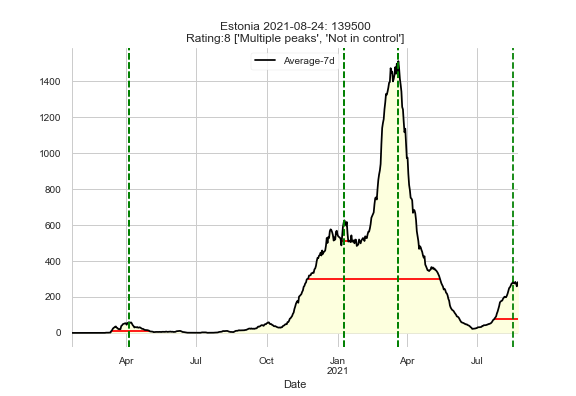 Estonia 2021-08-24: 139500
Rating:8 ['Multiple peaks', 'Not in control']
Average-7d
1400
1200
1000
800
600
400
200
0
Apr Jul Oct Jan Apr Jul
2021
Date